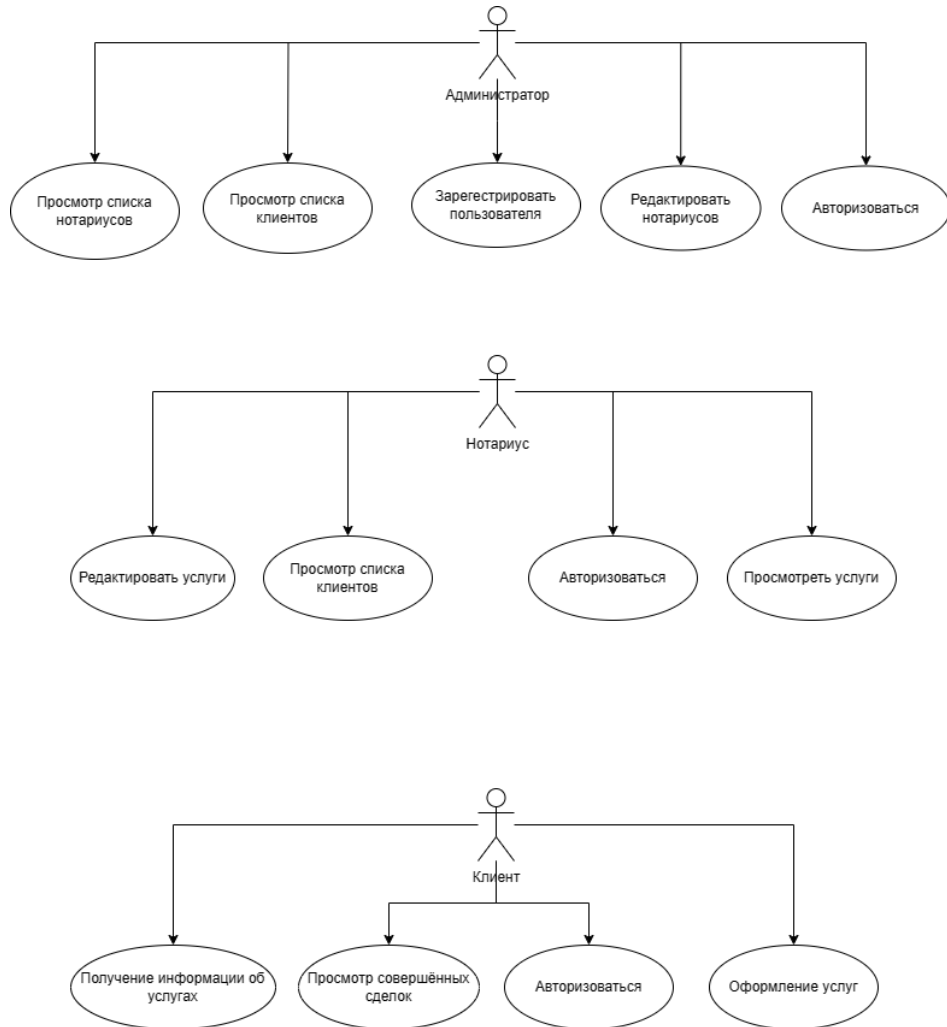 Администратор
Просмотр списка
нотариусов
Просмотр списка
клиентов
Зарегестрировать
пользователя
Редактировать
нотариусов
Авторизоваться
Нотариус
Редактировать услуги
Просмотр списка
клиентов
Авторизоваться
Просмотреть услуги
Клиент
Получение информации об
услугах
Просмотр совершённых
сделок
Авторизоваться
Оформление услуг